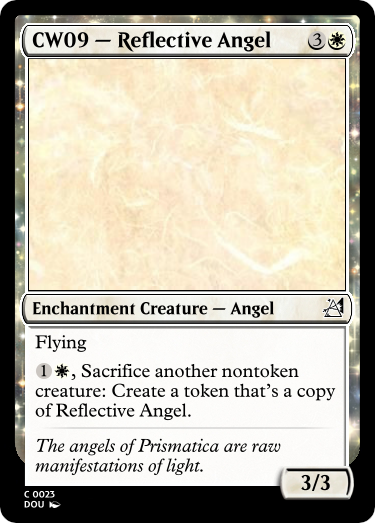 CW09 — Reflective Angel 3
Enchantment Creature — Angel
Flying
1, Sacrifice another nontoken
creature: Create a token that's a copy
of Reflective Angel.
The angels of Prismatica are raw
manifestations of light.
3/3
C 0023
DOU